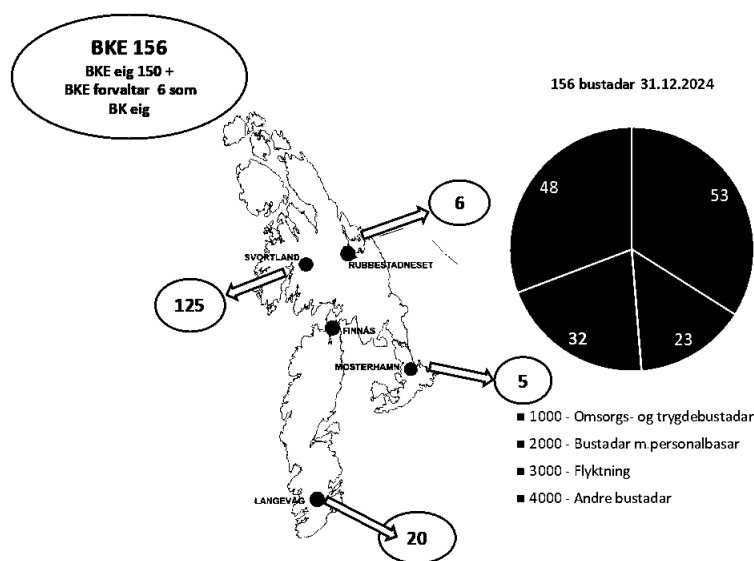 BKE 156
BKE eig 150 +
BKE forvaltar 6 som
BK eig
156 bustadar 31.12.2024
48
53
32
23
6
SVORTLAND
RUBBESTADNESET
125
FINNÅS
MOSTERHAMN
5
LANGEVÅG
20
1000 - Omsorgs- og trygdebustadar
2000 - Bustadar m.personalbasar
3000 - Flyktning
4000 - Andre bustadar